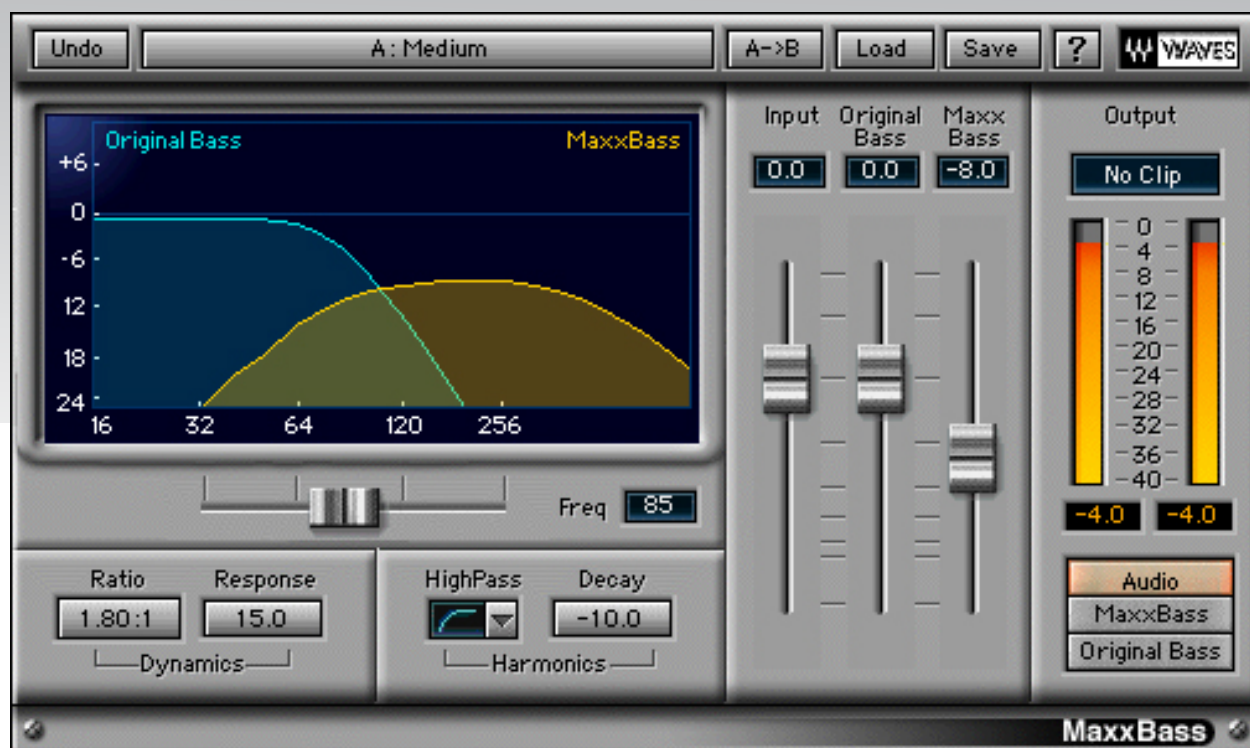 Undo
A: Medium
A->B
Load
Save
?
WAVES
Original Bass
MaxxBass
+6
0
-6
12
18
24
16 32 64 120 256
Freq 85
Ratio
1.80:1
Response
15.0
Dynamics
HighPass
Decay
-10.0
Harmonics
Input
0.0
Original Bass
0.0
Maxx Bass
-8.0
Output
No Clip
0
4
8
12
16
20
24
28
32
36
40
-4.0 -4.0
Audio
MaxxBass
Original Bass
MaxxBass